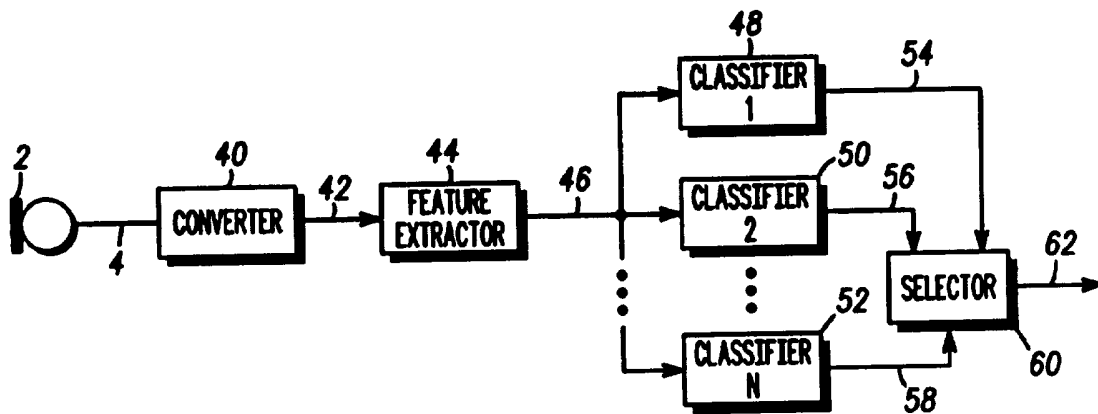 48
54
CLASSIFIER
1
2
40
44
50
42
46
56
CONVERTER
FEATURE
EXTRACTOR
CLASSIFIER
2
4
62
SELECTOR
52
CLASSIFIER
N
58
60